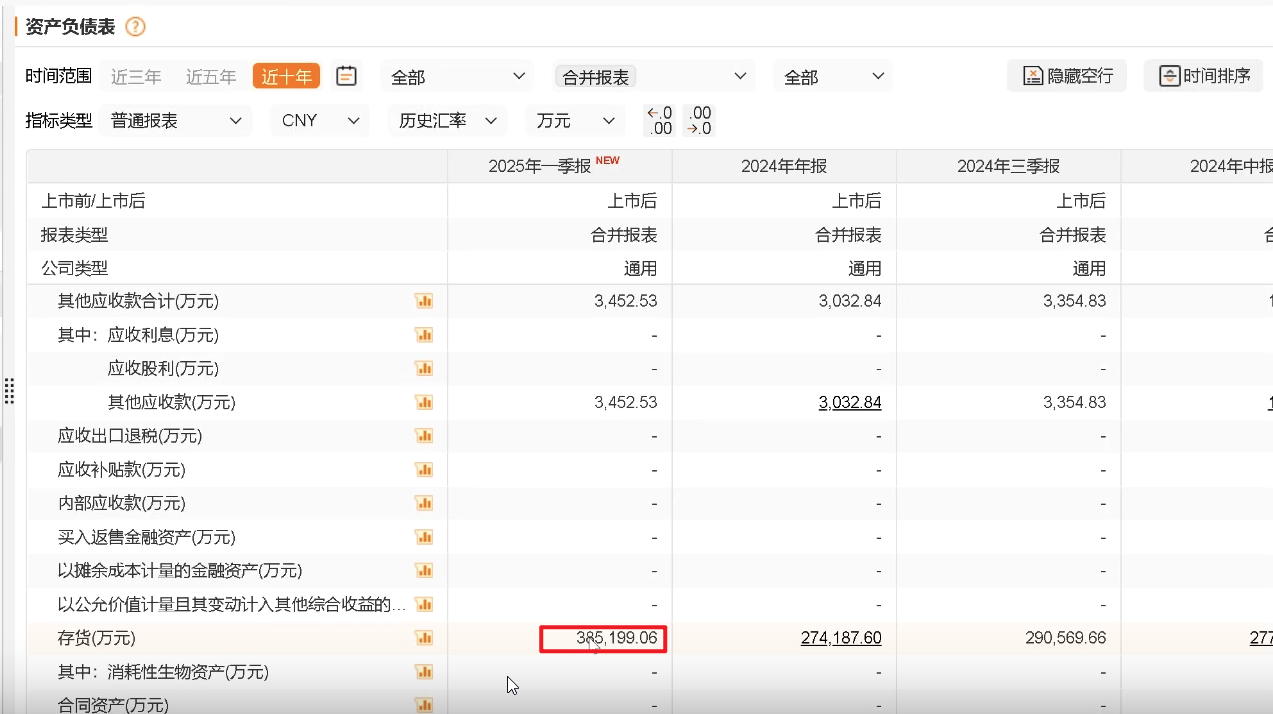 资产负债表 ?
时间范围 近三年 近五年 近十年 全部 合并报表 全部 隐藏空行 时间排序
指标类型 普通报表 CNY 历史汇率 万元 ←.0 .00 .00 →.0
2025年一季报 NEW 2024年年报 2024年三季报 2024年中报
上市前/上市后 上市后 上市后 上市后
报表类型 合并报表 合并报表 合并报表
公司类型 通用 通用 通用
其他应收款合计(万元) 3,452.53 3,032.84 3,354.83
其中：应收利息(万元) - - -
应收股利(万元) - - -
其他应收款(万元) 3,452.53 3,032.84 3,354.83
应收出口退税(万元) - - -
应收补贴款(万元) - - -
内部应收款(万元) - - -
买入返售金融资产(万元) - - -
以摊余成本计量的金融资产(万元) - - -
以公允价值计量且其变动计入其他综合收益的... - - -
存货(万元) 385,199.06 274,187.60 290,569.66 277
其中：消耗性生物资产(万元) - - -
合同资产(万元) - - -